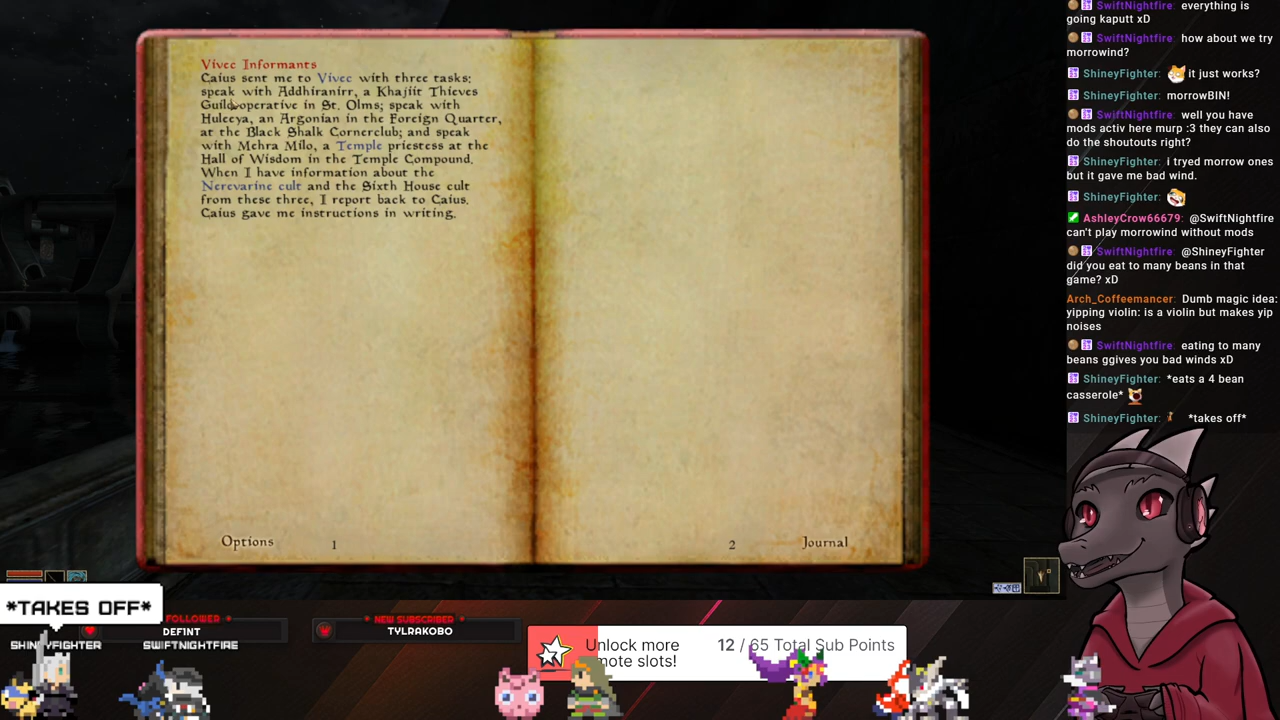 Vivec Informants
Caius sent me to Vivec with three tasks:
speak with Addhiranirr, a Khajiit Thieves
Guild operative in St. Olms; speak with
Huleeya, an Argonian in the Foreign Quarter,
at the Black Shalk Cornerclub; and speak
with Mehra Milo, a Temple priestess at the
Hall of Wisdom in the Temple Compound.
When I have information about the
Nerevarine cult and the Sixth House cult
from these three, I report back to Caius.
Caius gave me instructions in writing.
Options
1
2
Journal
SwiftNightfire: everything is
going kaputt xD
SwiftNightfire: how about we try
morrowind?
ShineyFighter: it just works?
ShineyFighter: morrowBIN!
SwiftNightfire: well you have
mods activ here murp :3 they can also
do the shoutouts right?
ShineyFighter: i tryed morrow ones
but it gave me bad wind.
ShineyFighter:
AshleyCrow66679: @SwiftNightfire
can't play morrowind without mods
SwiftNightfire: @ShineyFighter
did you eat to many beans in that
game? xD
Arch_Coffeemancer: Dumb magic idea:
yipping violin: is a violin but makes yip
noises
SwiftNightfire: eating to many
beans ggives you bad winds xD
ShineyFighter: *eats a 4 bean
casserole*
ShineyFighter: *takes off*
*TAKES OFF*
FOLLOWER
DEFINT
NEW SUBSCRIBER
TYLRAKOBO
SWIFTNIGHTFIRE
Unlock more
12 / 65 Total Sub Points
slots!